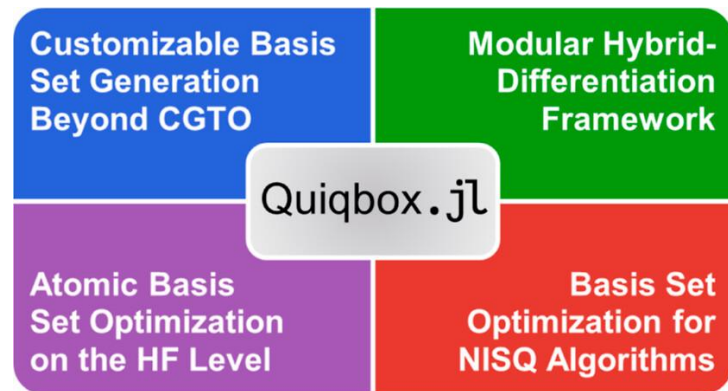 Customizable Basis
Set Generation
Beyond CGTO
Modular Hybrid-
Differentiation
Framework
Quiqbox.jl
Atomic Basis
Set Optimization
on the HF Level
Basis Set
Optimization for
NISQ Algorithms